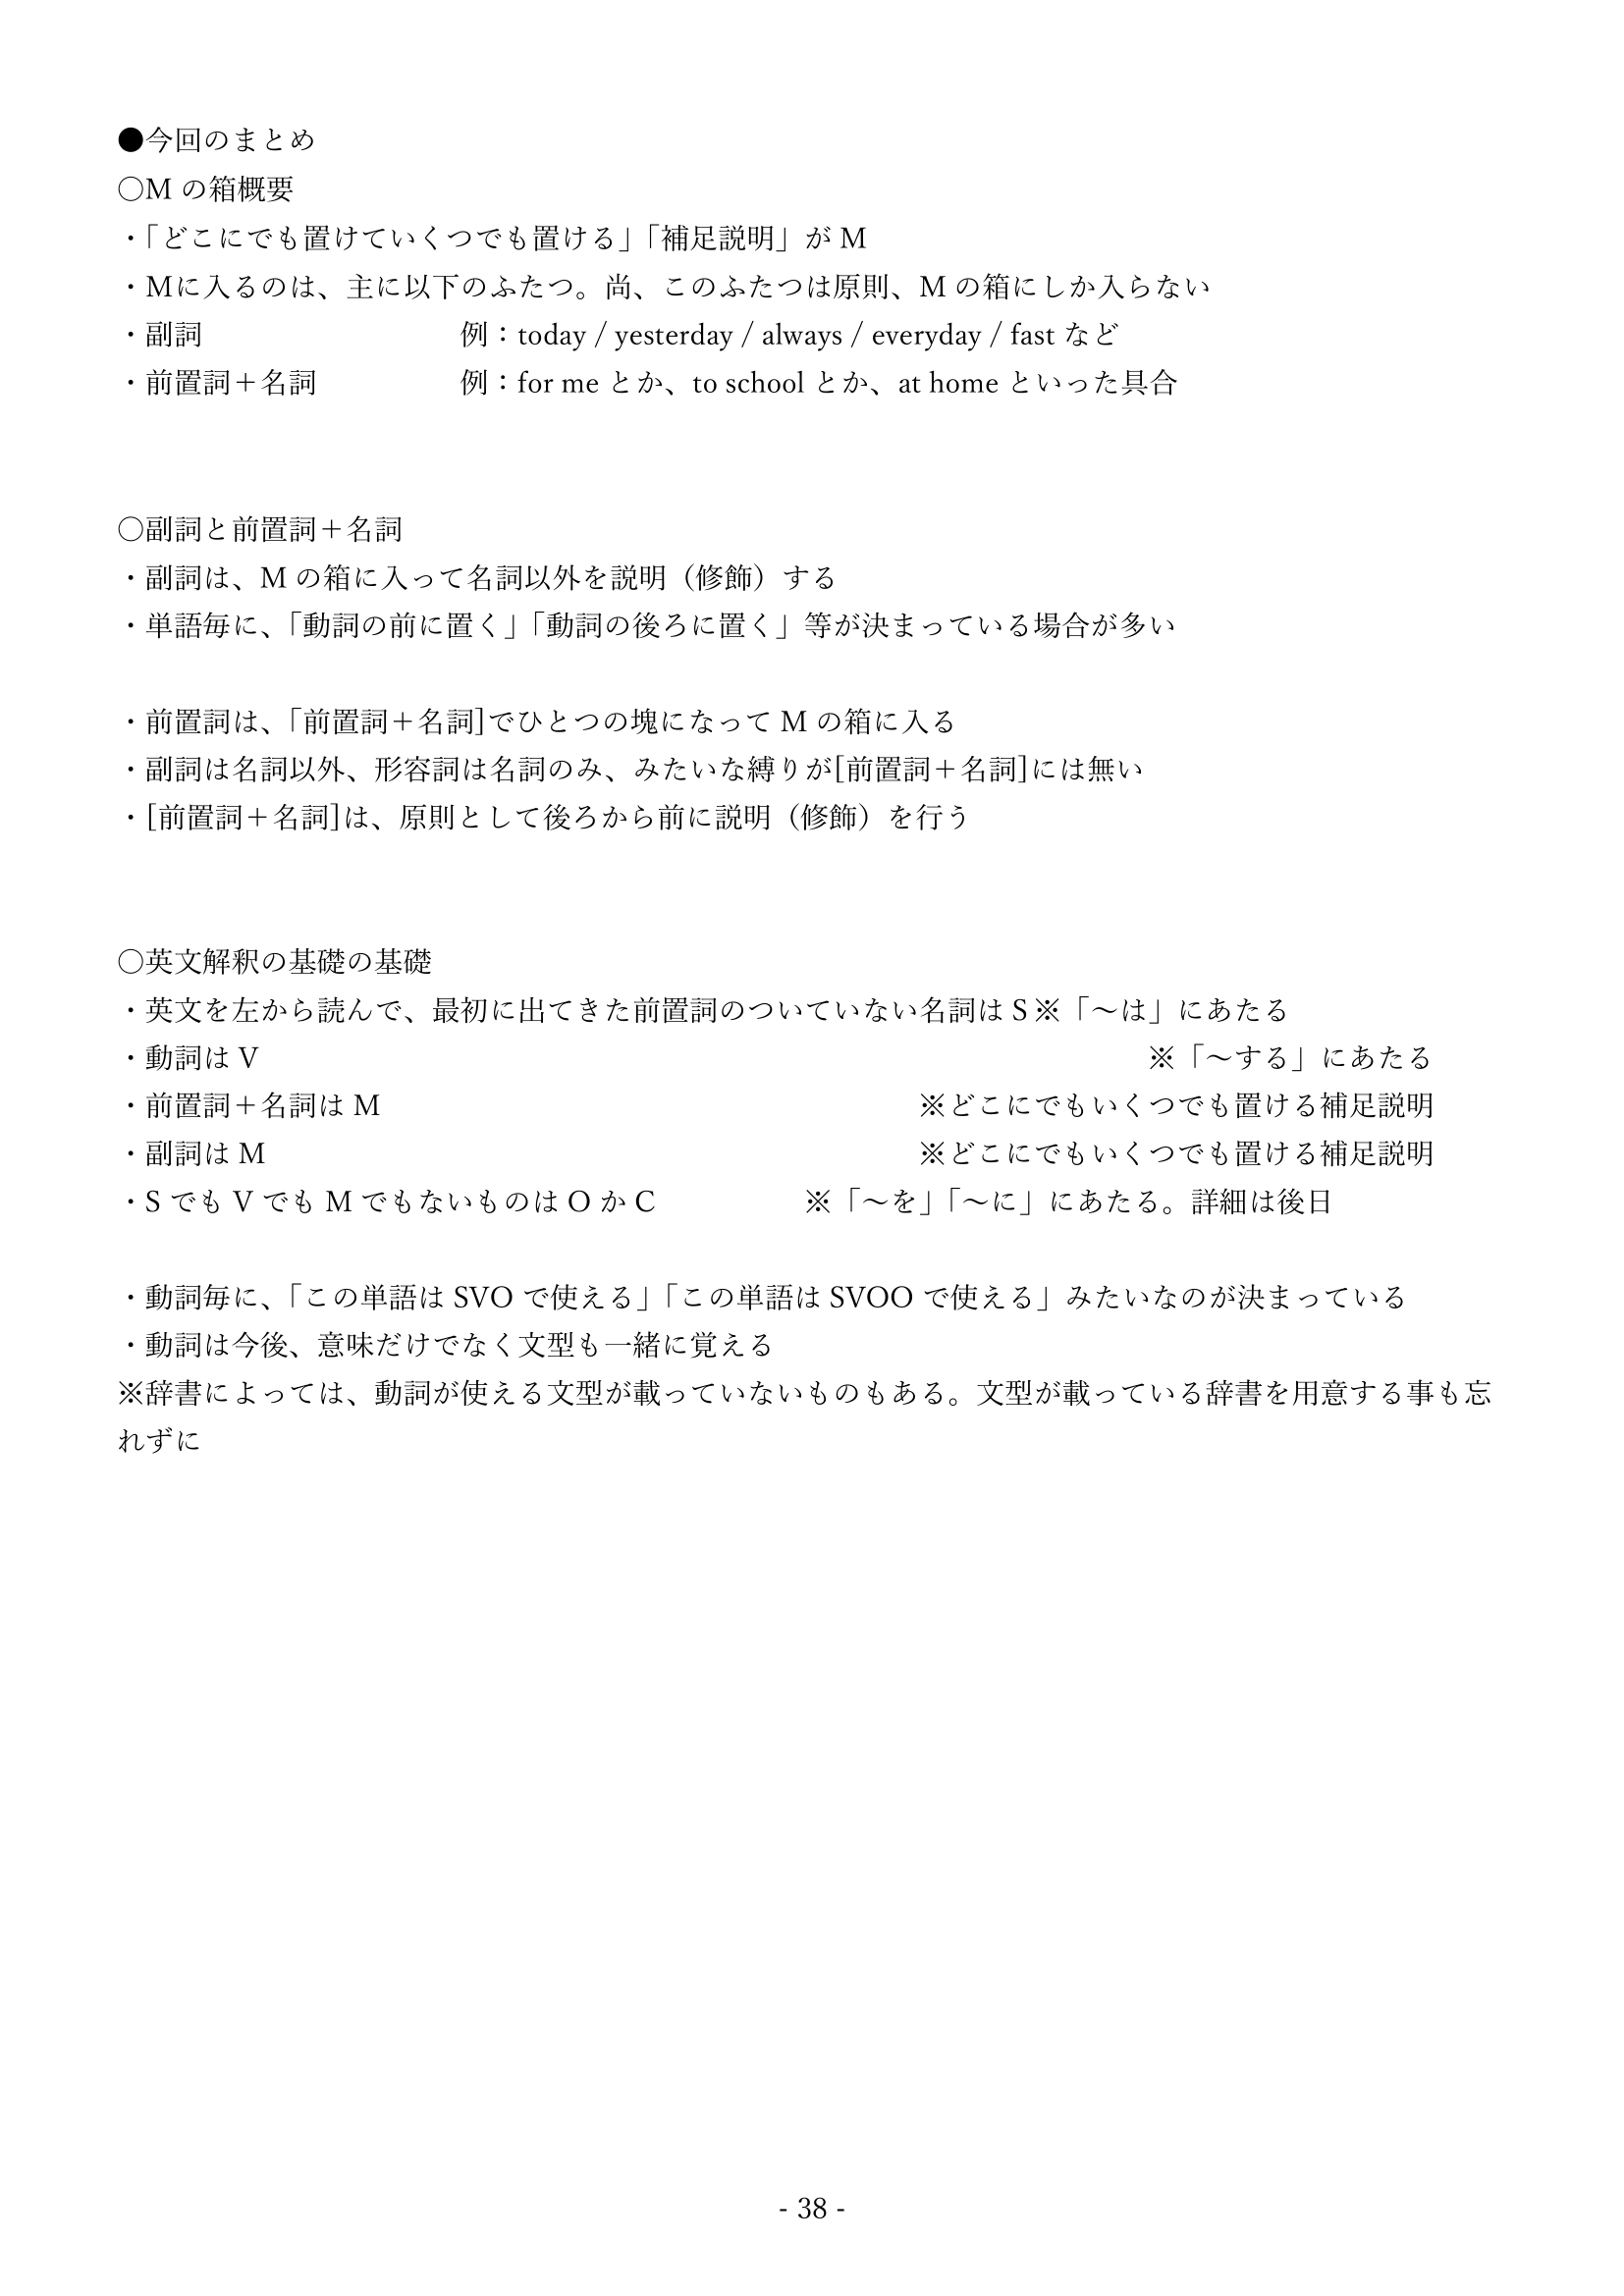 ●今回のまとめ
○M の箱概要
・「どこにでも置けていくつでも置ける」「補足説明」が M
・Mに入るのは、主に以下のふたつ。尚、このふたつは原則、M の箱にしか入らない
・副詞　　　　　　　　　例：today / yesterday / always / everyday / fast など
・前置詞＋名詞　　　　　例：for me とか、to school とか、at home といった具合
○副詞と前置詞＋名詞
・副詞は、M の箱に入って名詞以外を説明（修飾）する
・単語毎に、「動詞の前に置く」「動詞の後ろに置く」等が決まっている場合が多い
・前置詞は、「前置詞＋名詞]でひとつの塊になって M の箱に入る
・副詞は名詞以外、形容詞は名詞のみ、みたいな縛りが[前置詞＋名詞]には無い
・[前置詞＋名詞]は、原則として後ろから前に説明（修飾）を行う
○英文解釈の基礎の基礎
・英文を左から読んで、最初に出てきた前置詞のついていない名詞は S※「～は」にあたる
・動詞は V　　　　　　　　　※「～する」にあたる
・前置詞＋名詞は M　　　　　※どこにでもいくつでも置ける補足説明
・副詞は M　　　　　　　　　※どこにでもいくつでも置ける補足説明
・S でも V でも M でもないものは O か C　　　　　※「～を」「～に」にあたる。詳細は後日
・動詞毎に、「この単語は SVO で使える」「この単語は SVOO で使える」みたいなのが決まっている
・動詞は今後、意味だけでなく文型も一緒に覚える
※辞書によっては、動詞が使える文型が載っていないものもある。文型が載っている辞書を用意する事も忘
れずに
- 38 -